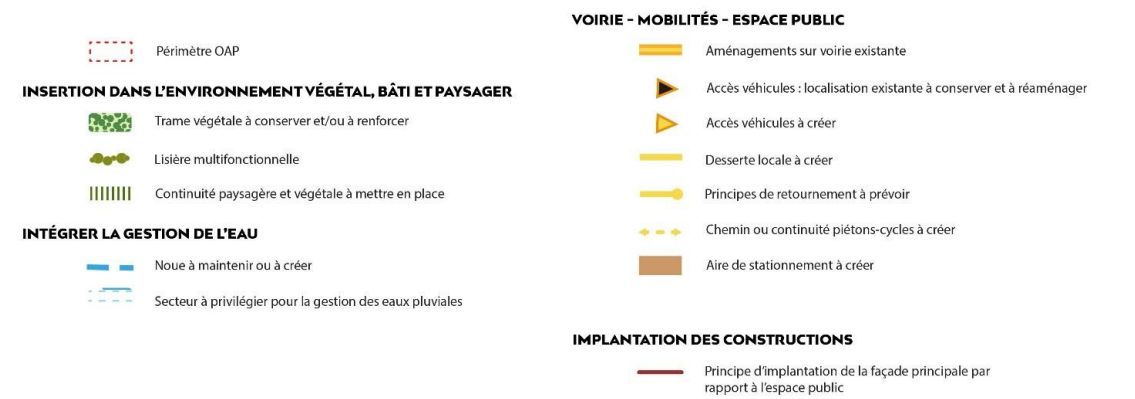 Périmètre OAP
INSERTION DANS L'ENVIRONNEMENT VÉGÉTAL, BÂTI ET PAYSAGER
Trame végétale à conserver et/ou à renforcer
Lisière multifonctionnelle
Continuité paysagère et végétale à mettre en place
INTÉGRER LA GESTION DE L'EAU
Noue à maintenir ou à créer
Secteur à privilégier pour la gestion des eaux pluviales
VOIRIE – MOBILITÉS – ESPACE PUBLIC
Aménagements sur voirie existante
Accès véhicules : localisation existante à conserver et à réaménager
Accès véhicules à créer
Desserte locale à créer
Principes de retournement à prévoir
Chemin ou continuité piétons-cycles à créer
Aire de stationnement à créer
IMPLANTATION DES CONSTRUCTIONS
Principe d'implantation de la façade principale par
rapport à l'espace public